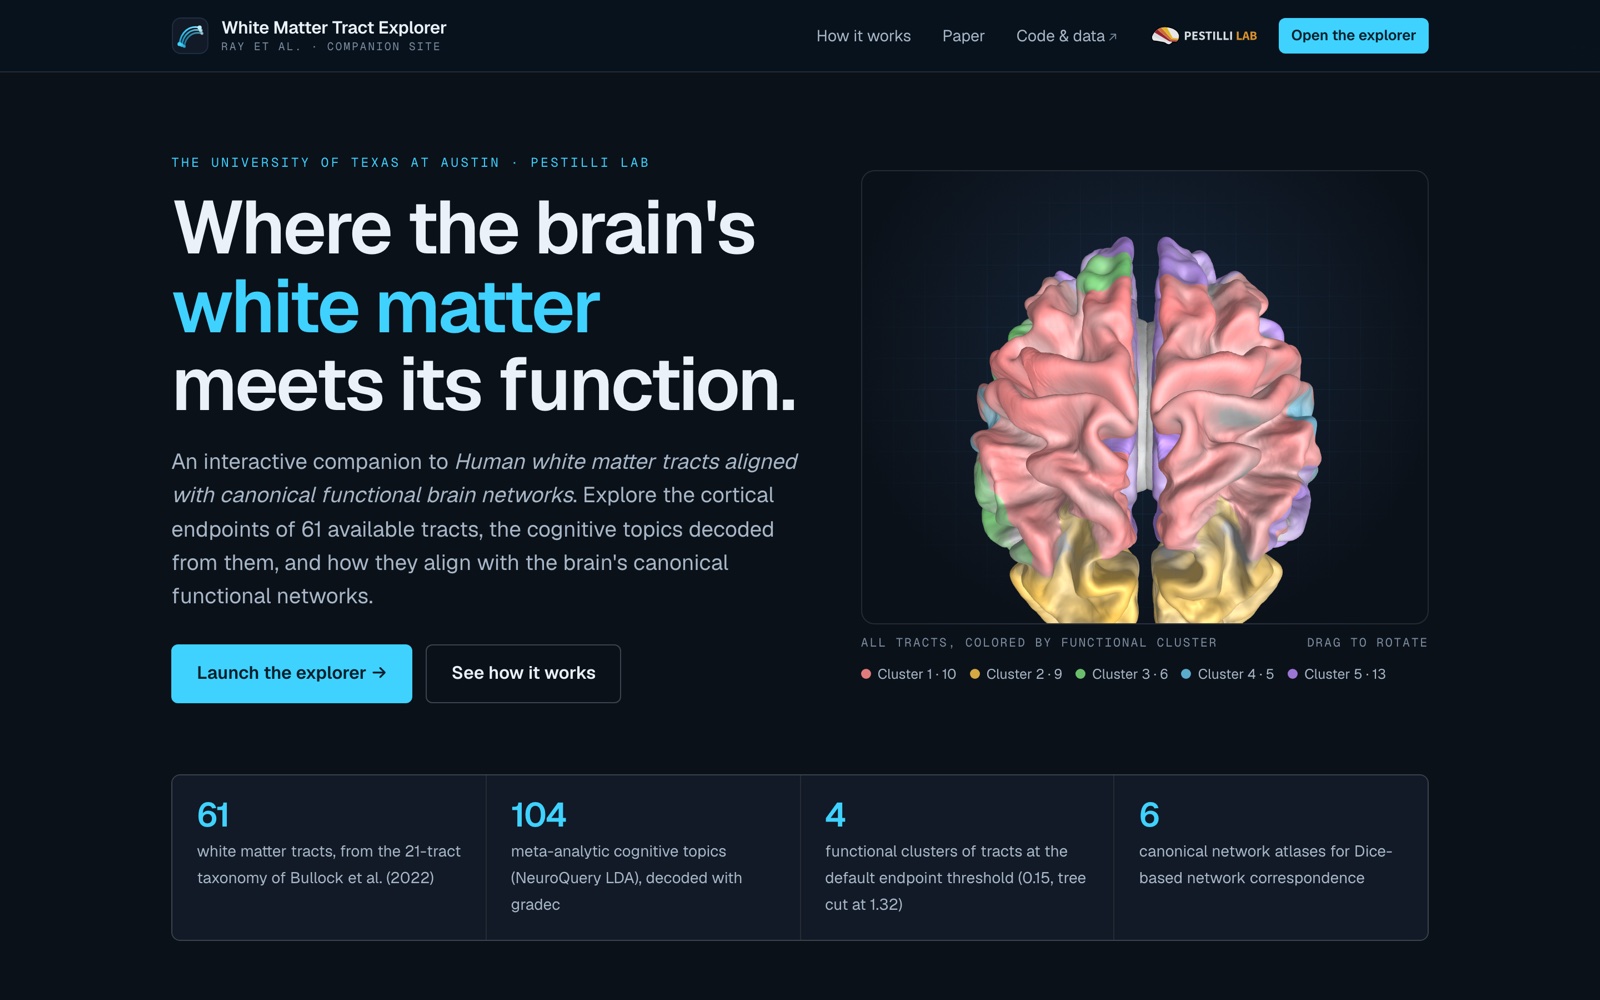 White Matter Tract Explorer
RAY ET AL. · COMPANION SITE
How it works
Paper
Code & data ↗
PESTILLI LAB
Open the explorer
THE UNIVERSITY OF TEXAS AT AUSTIN · PESTILLI LAB
Where the brain's
white matter
meets its function.
An interactive companion to Human white matter tracts aligned
with canonical functional brain networks. Explore the cortical
endpoints of 61 available tracts, the cognitive topics decoded
from them, and how they align with the brain's canonical
functional networks.
Launch the explorer →
See how it works
ALL TRACTS, COLORED BY FUNCTIONAL CLUSTER
DRAG TO ROTATE
Cluster 1 · 10
Cluster 2 · 9
Cluster 3 · 6
Cluster 4 · 5
Cluster 5 · 13
61
white matter tracts, from the 21-tract
taxonomy of Bullock et al. (2022)
104
meta-analytic cognitive topics
(NeuroQuery LDA), decoded with
gradec
4
functional clusters of tracts at the
default endpoint threshold (0.15, tree
cut at 1.32)
6
canonical network atlases for Dice-
based network correspondence